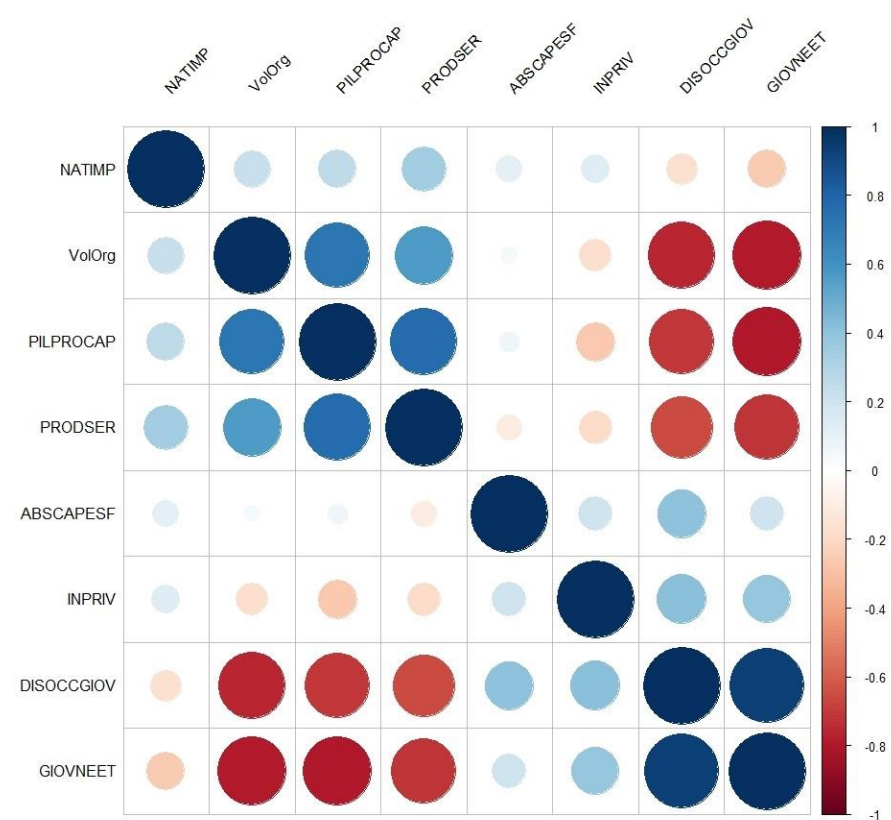 NATIMP VolOrg PILPROCAP PRODSER ABSCAPESF INPRIV DISOCCGIOV GIOVNEET
NATIMP
VolOrg
PILPROCAP
PRODSER
ABSCAPESF
INPRIV
DISOCCGIOV
GIOVNEET
1
0.8
0.6
0.4
0.2
0
-0.2
-0.4
-0.6
-0.8
-1